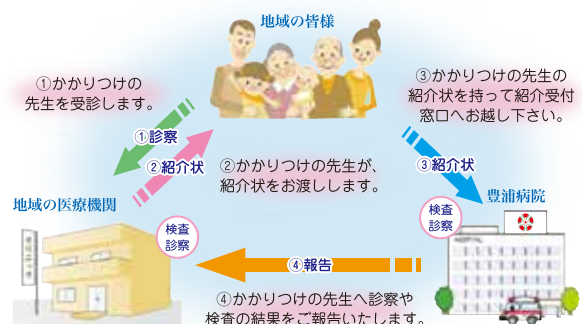 地域の皆様
①かかりつけの
先生を受診します。
③かかりつけの先生の
紹介状を持って紹介受付
窓口へお越し下さい。
①診察
②紹介状
②かかりつけの先生が、
紹介状をお渡しします。
③紹介状
地域の医療機関
豊浦病院
検査
診察
検査
診察
④報告
④かかりつけの先生へ診察や
検査の結果をご報告いたします。